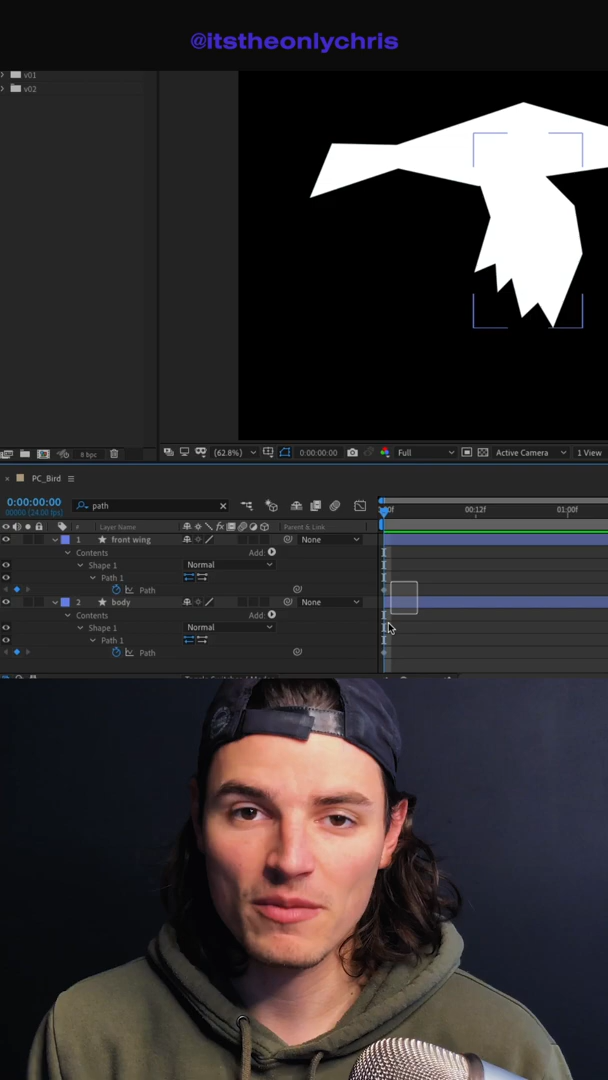 @itstheonlychris
v01
v02
8 bpc
(62.8%)
0:00:00:00
Full
Active Camera
1 View
PC_Bird
0:00:00:00
00000 (24.00 fps)
path
00:12f
01:00f
#
Layer Name
Parent & Link
1
front wing
None
Contents
Add:
Shape 1
Normal
Path 1
Path
2
body
None
Contents
Add:
Shape 1
Normal
Path 1
Path